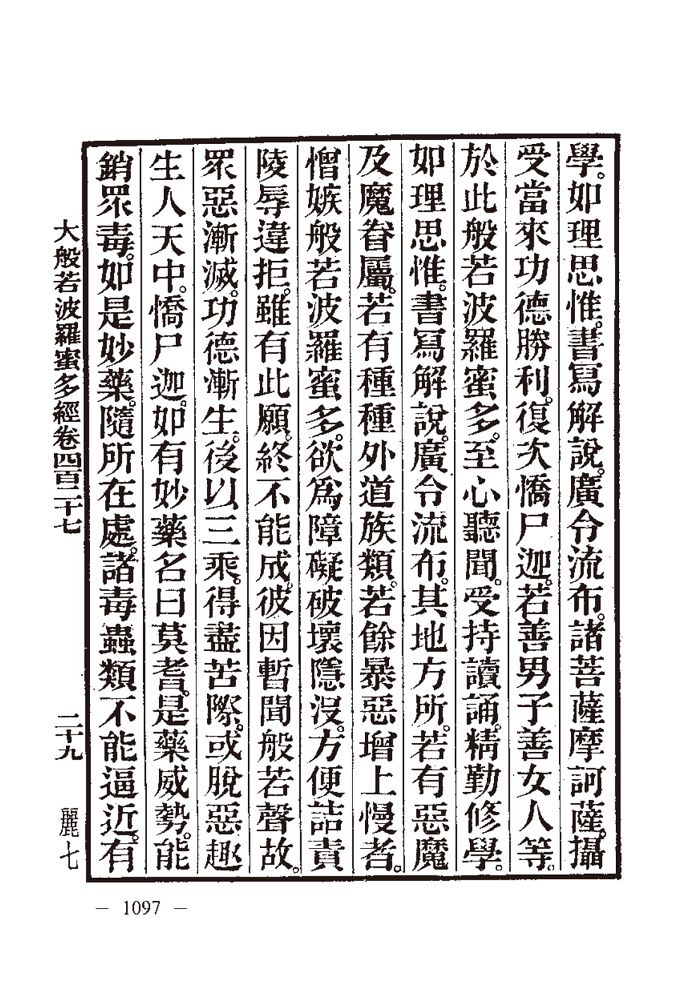 學。如理思惟。書寫解說。廣令流布。諸菩薩摩訶薩。攝
受當來功德勝利。復次憍尸迦。若善男子善女人等。
於此般若波羅蜜多。至心聽聞。受持讀誦。精勤修學。
如理思惟。書寫解說。廣令流布。其地方所。若有惡魔
及魔眷屬。若有種種外道族類。若餘暴惡增上慢者。
憎嫉般若波羅蜜多。欲為障礙破壞隱沒。方便詰責
陵辱違拒。雖有此願。終不能成。彼因暫聞般若聲故。
眾惡漸滅。功德漸生。後以三乘。得盡苦際。或脫惡趣
生人天中。憍尸迦。如有妙藥名曰莫耆。是藥威勢。能
銷眾毒。如是妙藥。隨所在處。諸毒蟲類不能逼近。有
大般若波羅蜜多經卷四百二十七
二十九
麗七
— 1097 —